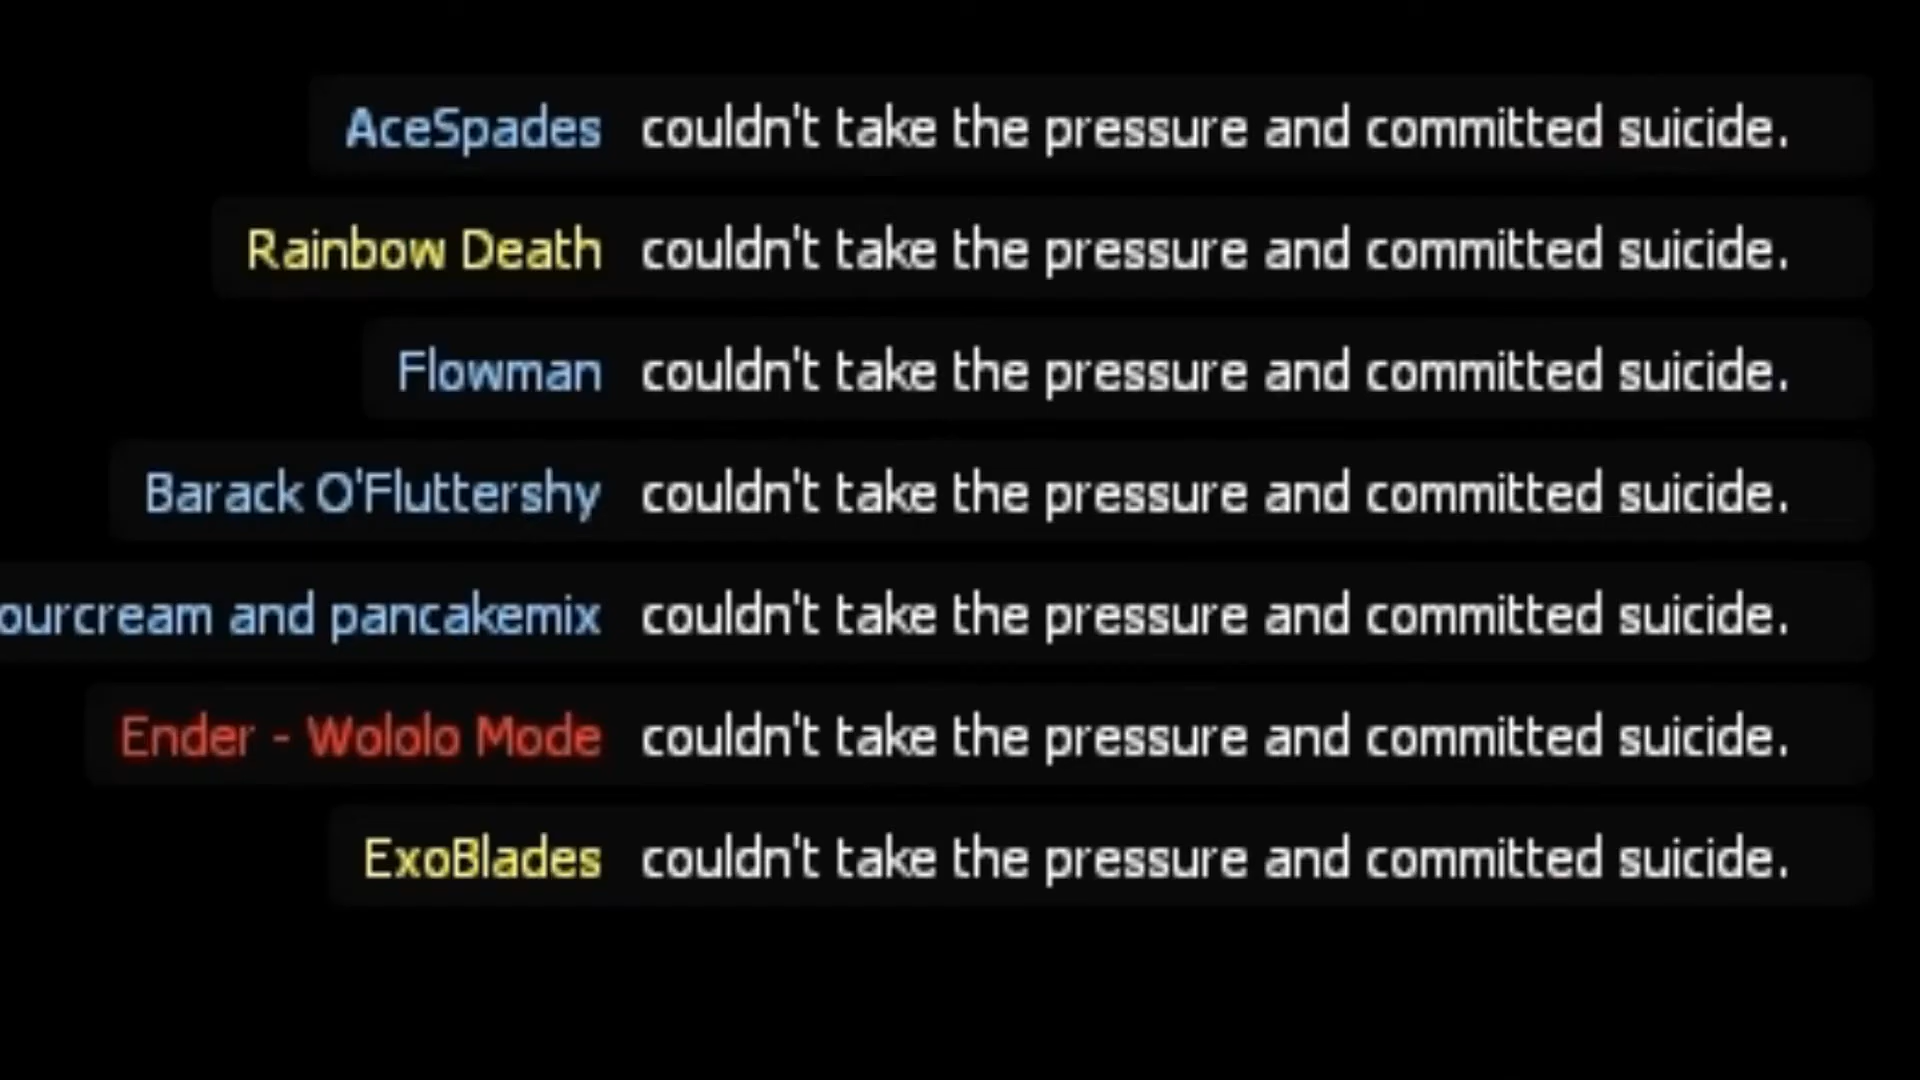 AceSpades couldn't take the pressure and committed suicide.
Rainbow Death couldn't take the pressure and committed suicide.
Flowman couldn't take the pressure and committed suicide.
Barack O'Fluttershy couldn't take the pressure and committed suicide.
ourcream and pancakemix couldn't take the pressure and committed suicide.
Ender - Wololo Mode couldn't take the pressure and committed suicide.
ExoBlades couldn't take the pressure and committed suicide.